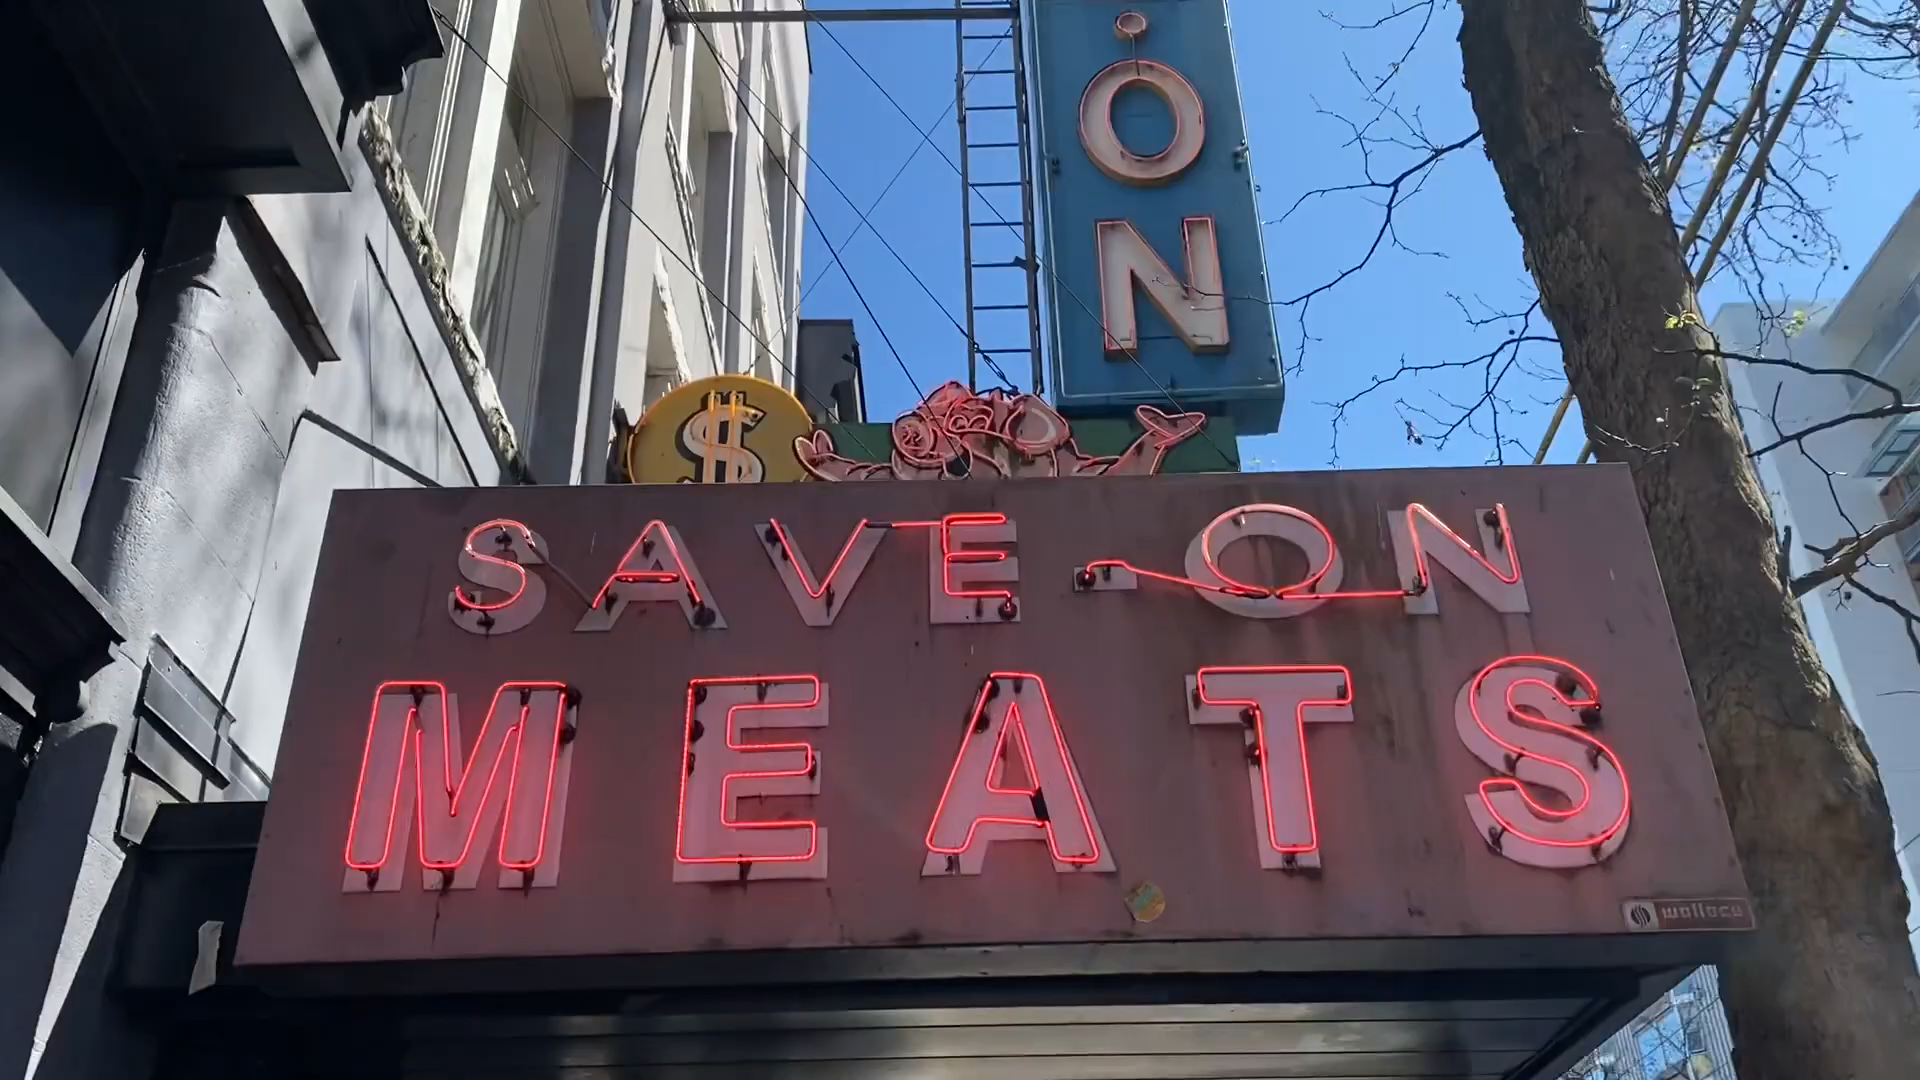 ON
$
SAVE - ON
MEATS
wallace